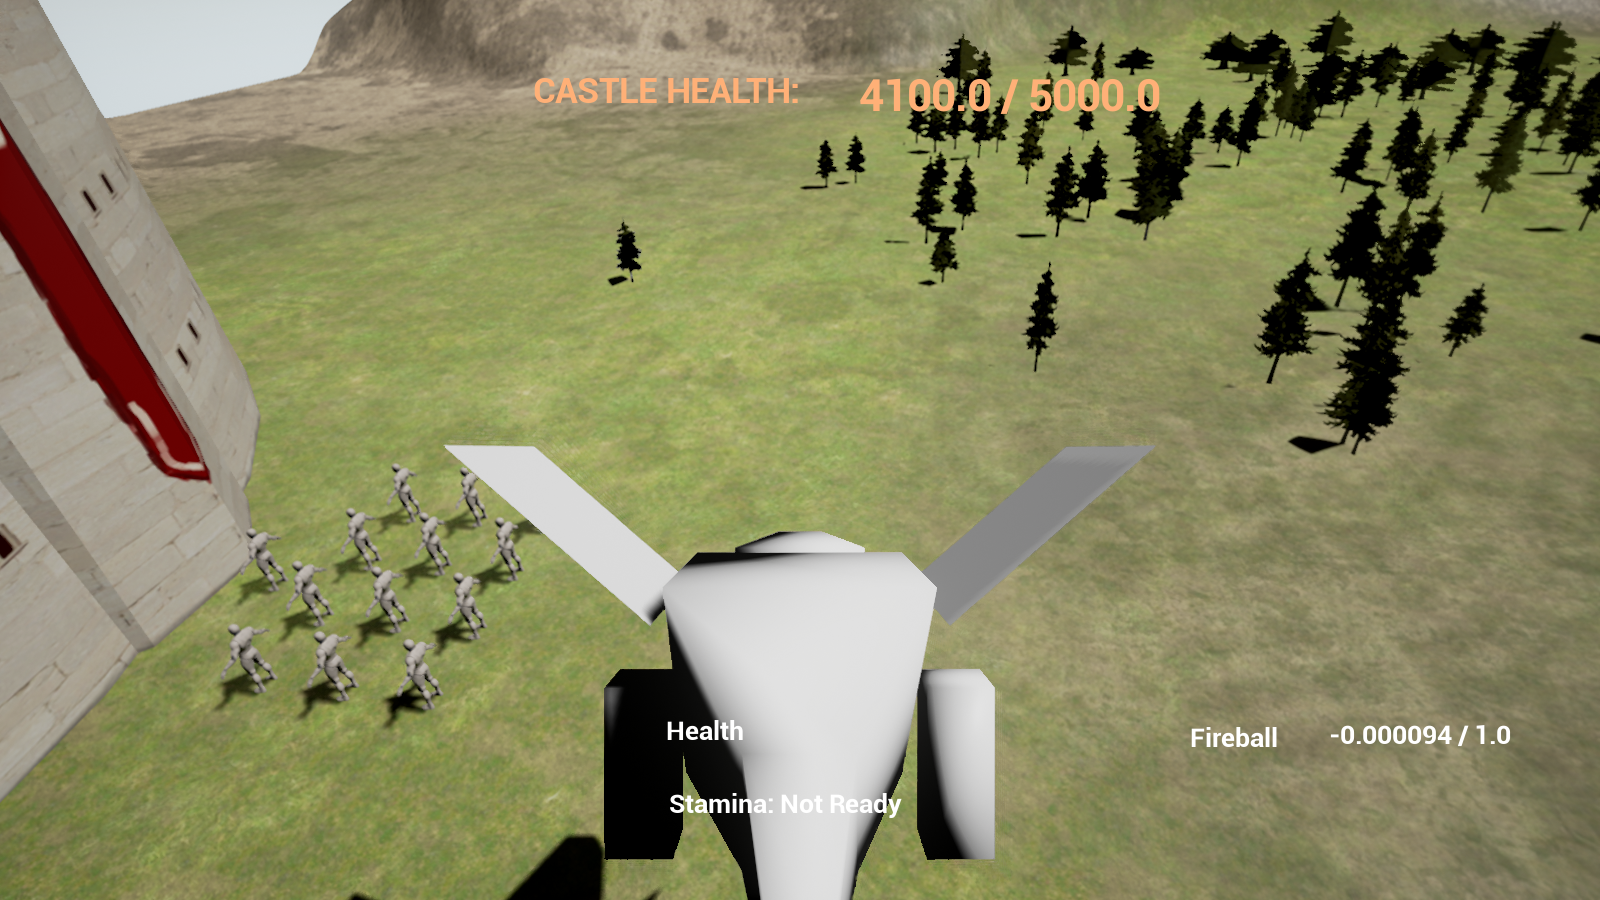 CASTLE HEALTH: 4100.0 / 5000.0
Health
Fireball -0.000094 / 1.0
Stamina: Not Ready